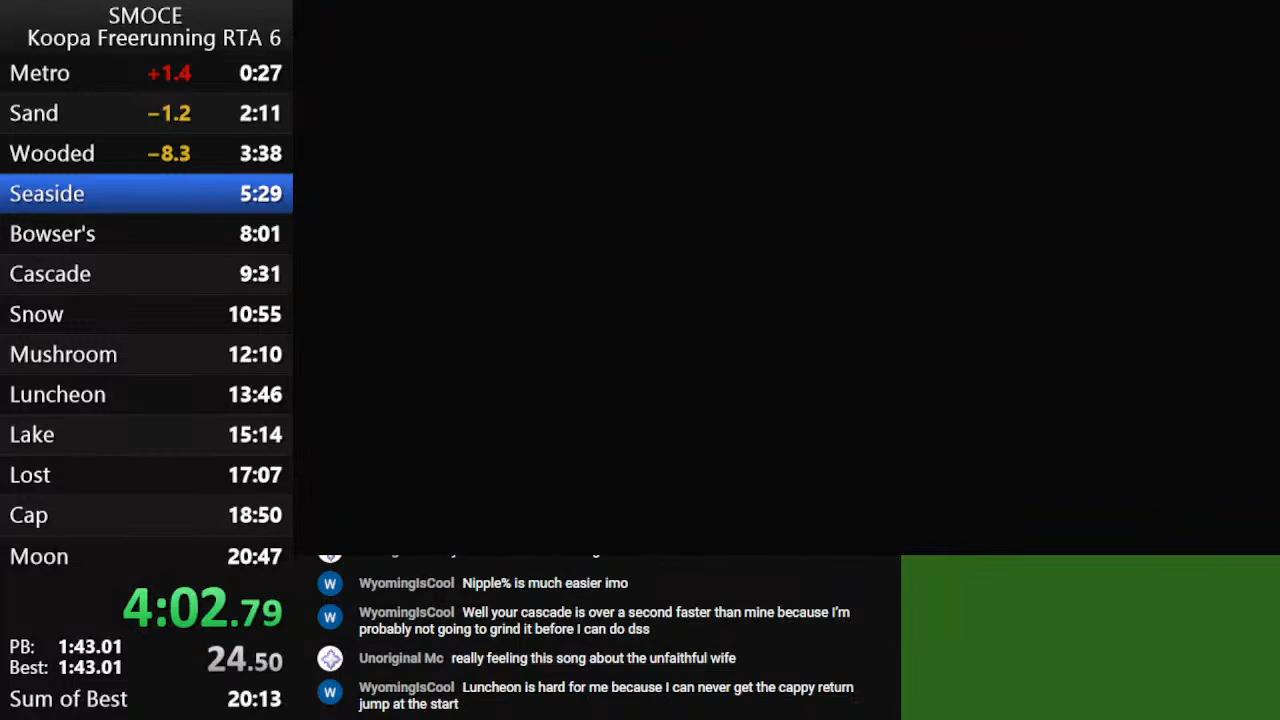 SMOCE
Koopa Freerunning RTA 6
Metro +1.4 0:27
Sand −1.2 2:11
Wooded −8.3 3:38
Seaside 5:29
Bowser's 8:01
Cascade 9:31
Snow 10:55
Mushroom 12:10
Luncheon 13:46
Lake 15:14
Lost 17:07
Cap 18:50
Moon 20:47
4:02.79
PB: 1:43.01
Best: 1:43.01
24.50
Sum of Best 20:13
W WyomingIsCool Nipple% is much easier imo
W WyomingIsCool Well your cascade is over a second faster than mine because I'm
probably not going to grind it before I can do dss
Unoriginal Mc really feeling this song about the unfaithful wife
W WyomingIsCool Luncheon is hard for me because I can never get the cappy return
jump at the start